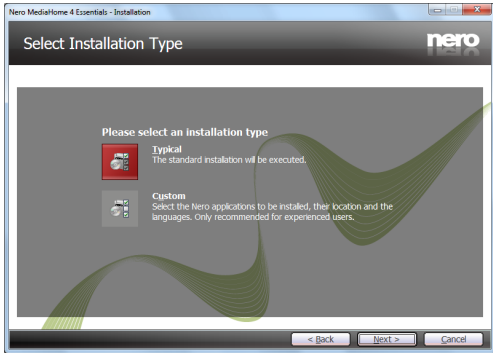 Nero MediaHome 4 Essentials - Installation
Select Installation Type
nero
Please select an installation type
Typical
The standard installation will be executed.
Custom
Select the Nero applications to be installed, their location and the
languages. Only recommended for experienced users.
< Back
Next >
Cancel